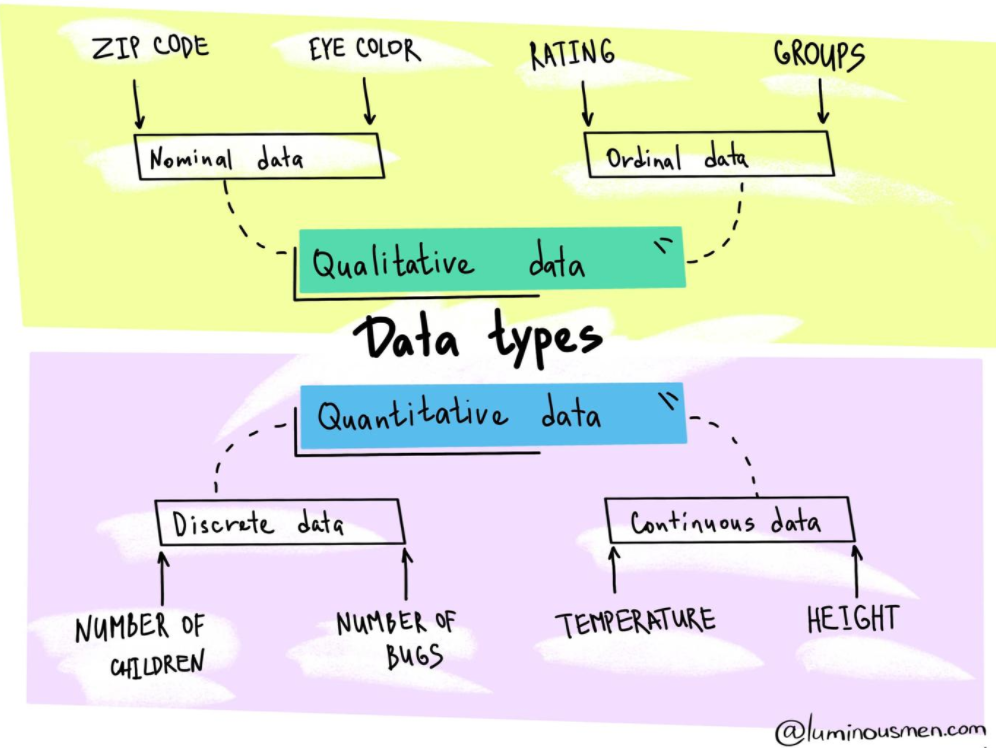 ZIP CODE
EYE COLOR
RATING
GROUPS
Nominal data
Ordinal data
Qualitative data
Data types
Quantitative data
Discrete data
Continuous data
NUMBER OF
CHILDREN
NUMBER OF
BUGS
TEMPERATURE
HEIGHT
@luminousmen.com